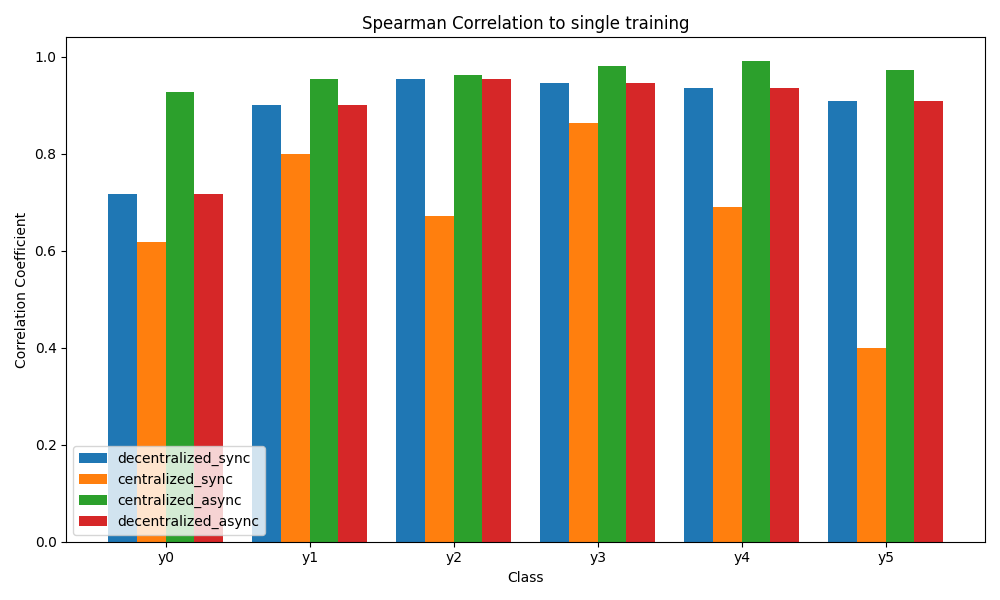 Spearman Correlation to single training
Correlation Coefficient
1.0
0.8
0.6
0.4
0.2
0.0
decentralized_sync
centralized_sync
centralized_async
decentralized_async
y0 y1 y2 y3 y4 y5
Class